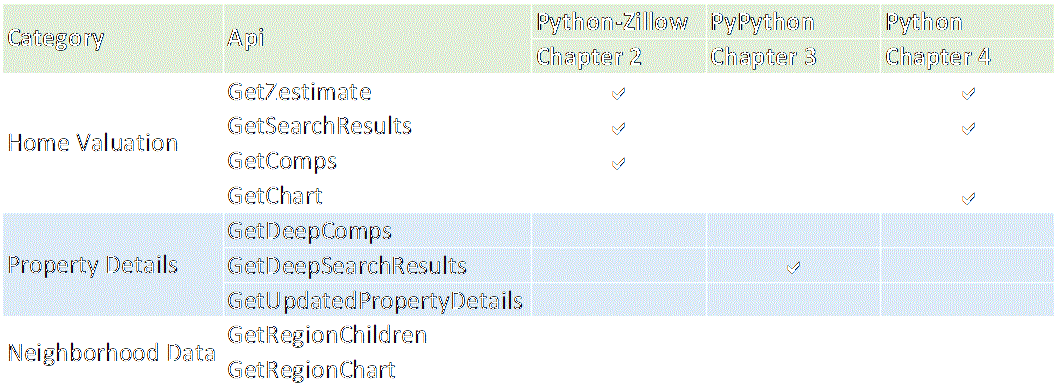 Category Api Python-Zillow PyPython Python
Chapter 2 Chapter 3 Chapter 4
Home Valuation
GetZestimate ✓ ✓
GetSearchResults ✓ ✓
GetComps ✓
GetChart ✓
Property Details
GetDeepComps
GetDeepSearchResults ✓
GetUpdatedPropertyDetails
Neighborhood Data
GetRegionChildren
GetRegionChart